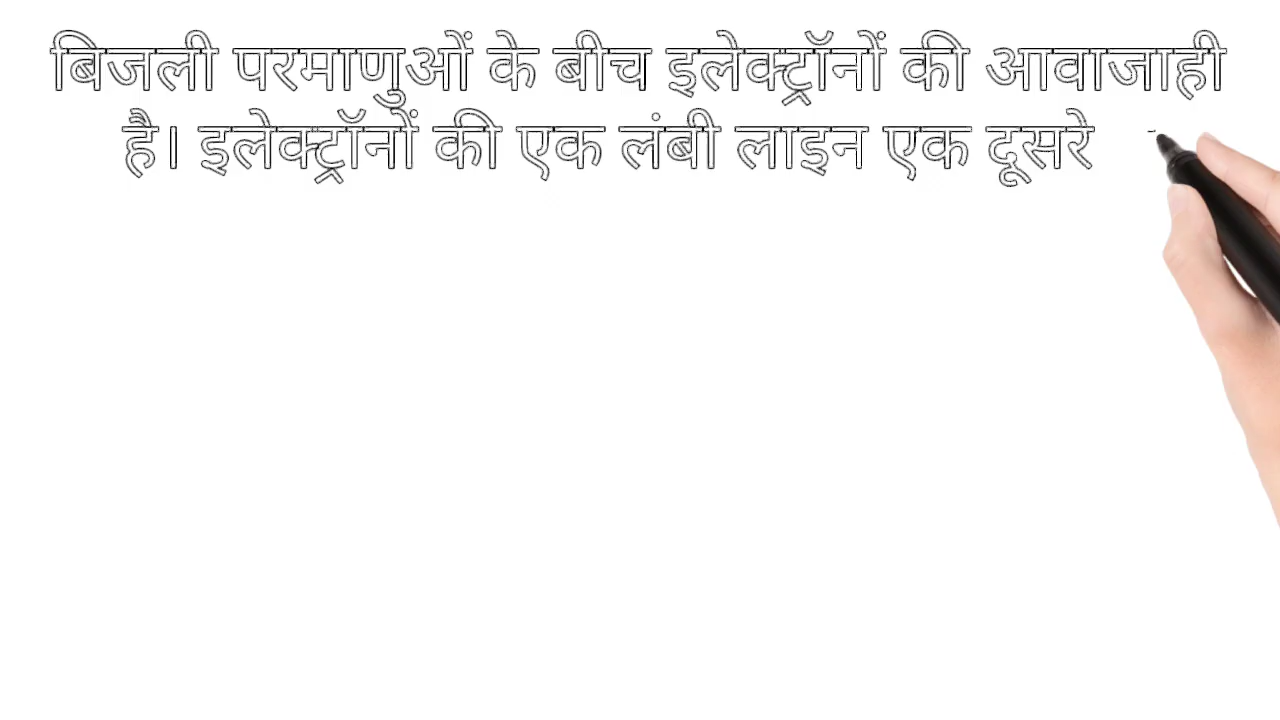 बिजली परमाणुओं के बीच इलेक्ट्रॉनों की आवाजाही
है। इलेक्ट्रॉनों की एक लंबी लाइन एक दूसरे